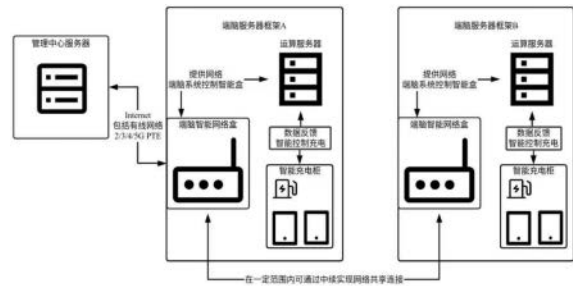 管理中心服务器
Internet
包括有线网络
2/3/4/5G PTE
端脑服务器框架A
运算服务器
提供网络
端脑系统控制智能盒
端脑智能网络盒
数据反馈
智能控制充电
智能充电柜
端脑服务器框架B
运算服务器
提供网络
端脑系统控制智能盒
端脑智能网络盒
数据反馈
智能控制充电
智能充电柜
在一定范围内可通过中续实现网络共享连接